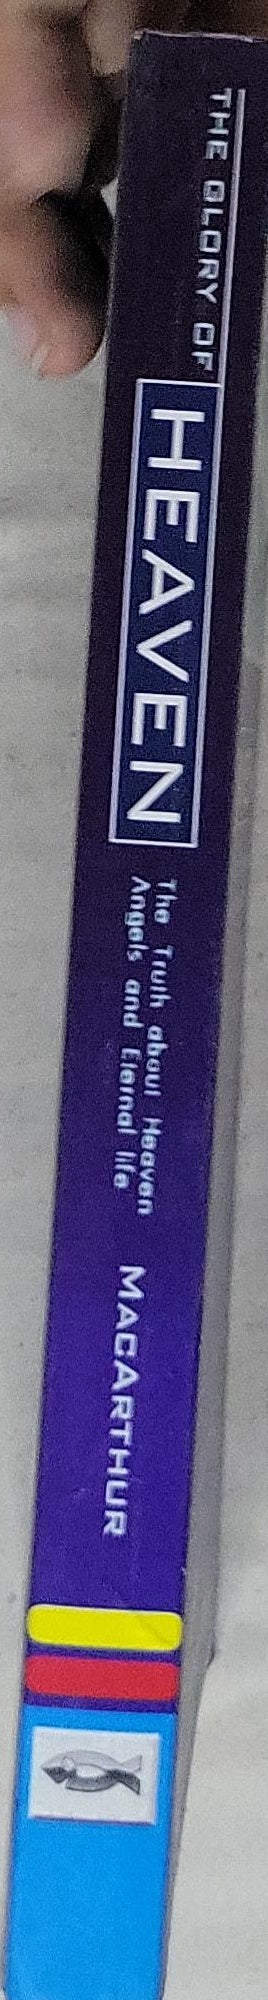 THE GLORY OF
HEAVEN
The Truth about Heaven
Angels and Eternal life
MACARTHUR